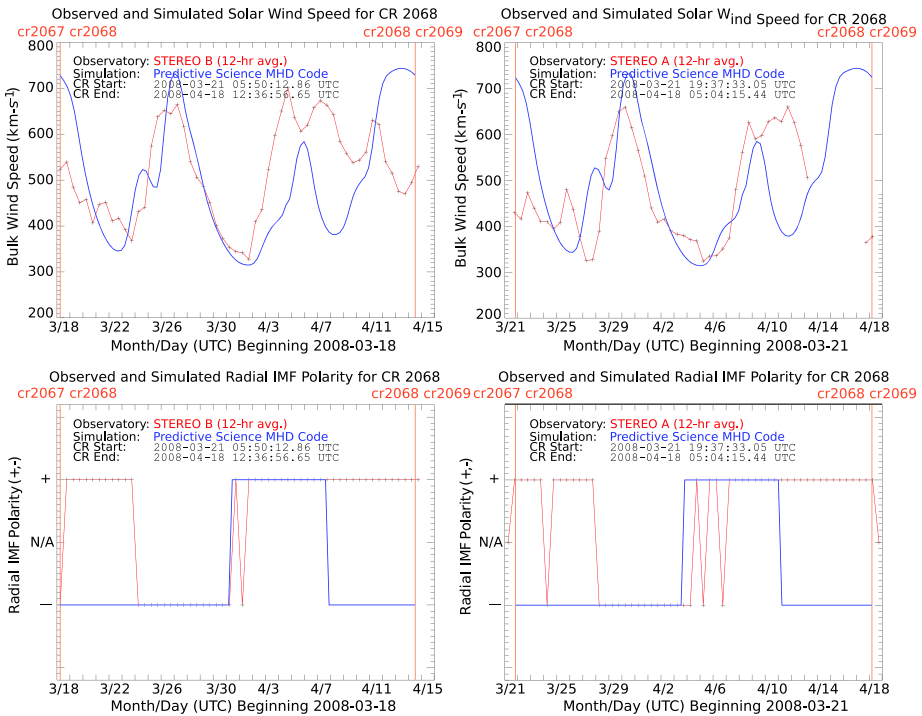 Observed and Simulated Solar Wind Speed for CR 2068
cr2067 cr2068
cr2068 cr2069
Observatory: STEREO B (12-hr avg.)
Simulation: Predictive Science MHD Code
CR Start: 2008-03-21 05:50:12.86 UTC
CR End: 2008-04-18 12:36:56.65 UTC
Bulk Wind Speed (km-s⁻¹)
800
700
600
500
400
300
200
3/18 3/22 3/26 3/30 4/3 4/7 4/11 4/15
Month/Day (UTC) Beginning 2008-03-18
Observed and Simulated Solar Wind Speed for CR 2068
cr2067 cr2068
cr2068 cr2069
Observatory: STEREO A (12-hr avg.)
Simulation: Predictive Science MHD Code
CR Start: 2008-03-21 19:37:33.05 UTC
CR End: 2008-04-18 05:04:15.44 UTC
Bulk Wind Speed (km-s⁻¹)
800
700
600
500
400
300
200
3/21 3/25 3/29 4/2 4/6 4/10 4/14 4/18
Month/Day (UTC) Beginning 2008-03-21
Observed and Simulated Radial IMF Polarity for CR 2068
cr2067 cr2068
cr2068 cr2069
Observatory: STEREO B (12-hr avg.)
Simulation: Predictive Science MHD Code
CR Start: 2008-03-21 05:50:12.86 UTC
CR End: 2008-04-18 12:36:56.65 UTC
Radial IMF Polarity (+,-)
+
N/A
—
3/18 3/22 3/26 3/30 4/3 4/7 4/11 4/15
Month/Day (UTC) Beginning 2008-03-18
Observed and Simulated Radial IMF Polarity for CR 2068
cr2067 cr2068
cr2068 cr2069
Observatory: STEREO A (12-hr avg.)
Simulation: Predictive Science MHD Code
CR Start: 2008-03-21 19:37:33.05 UTC
CR End: 2008-04-18 05:04:15.44 UTC
Radial IMF Polarity (+,-)
+
N/A
—
3/21 3/25 3/29 4/2 4/6 4/10 4/14 4/18
Month/Day (UTC) Beginning 2008-03-21